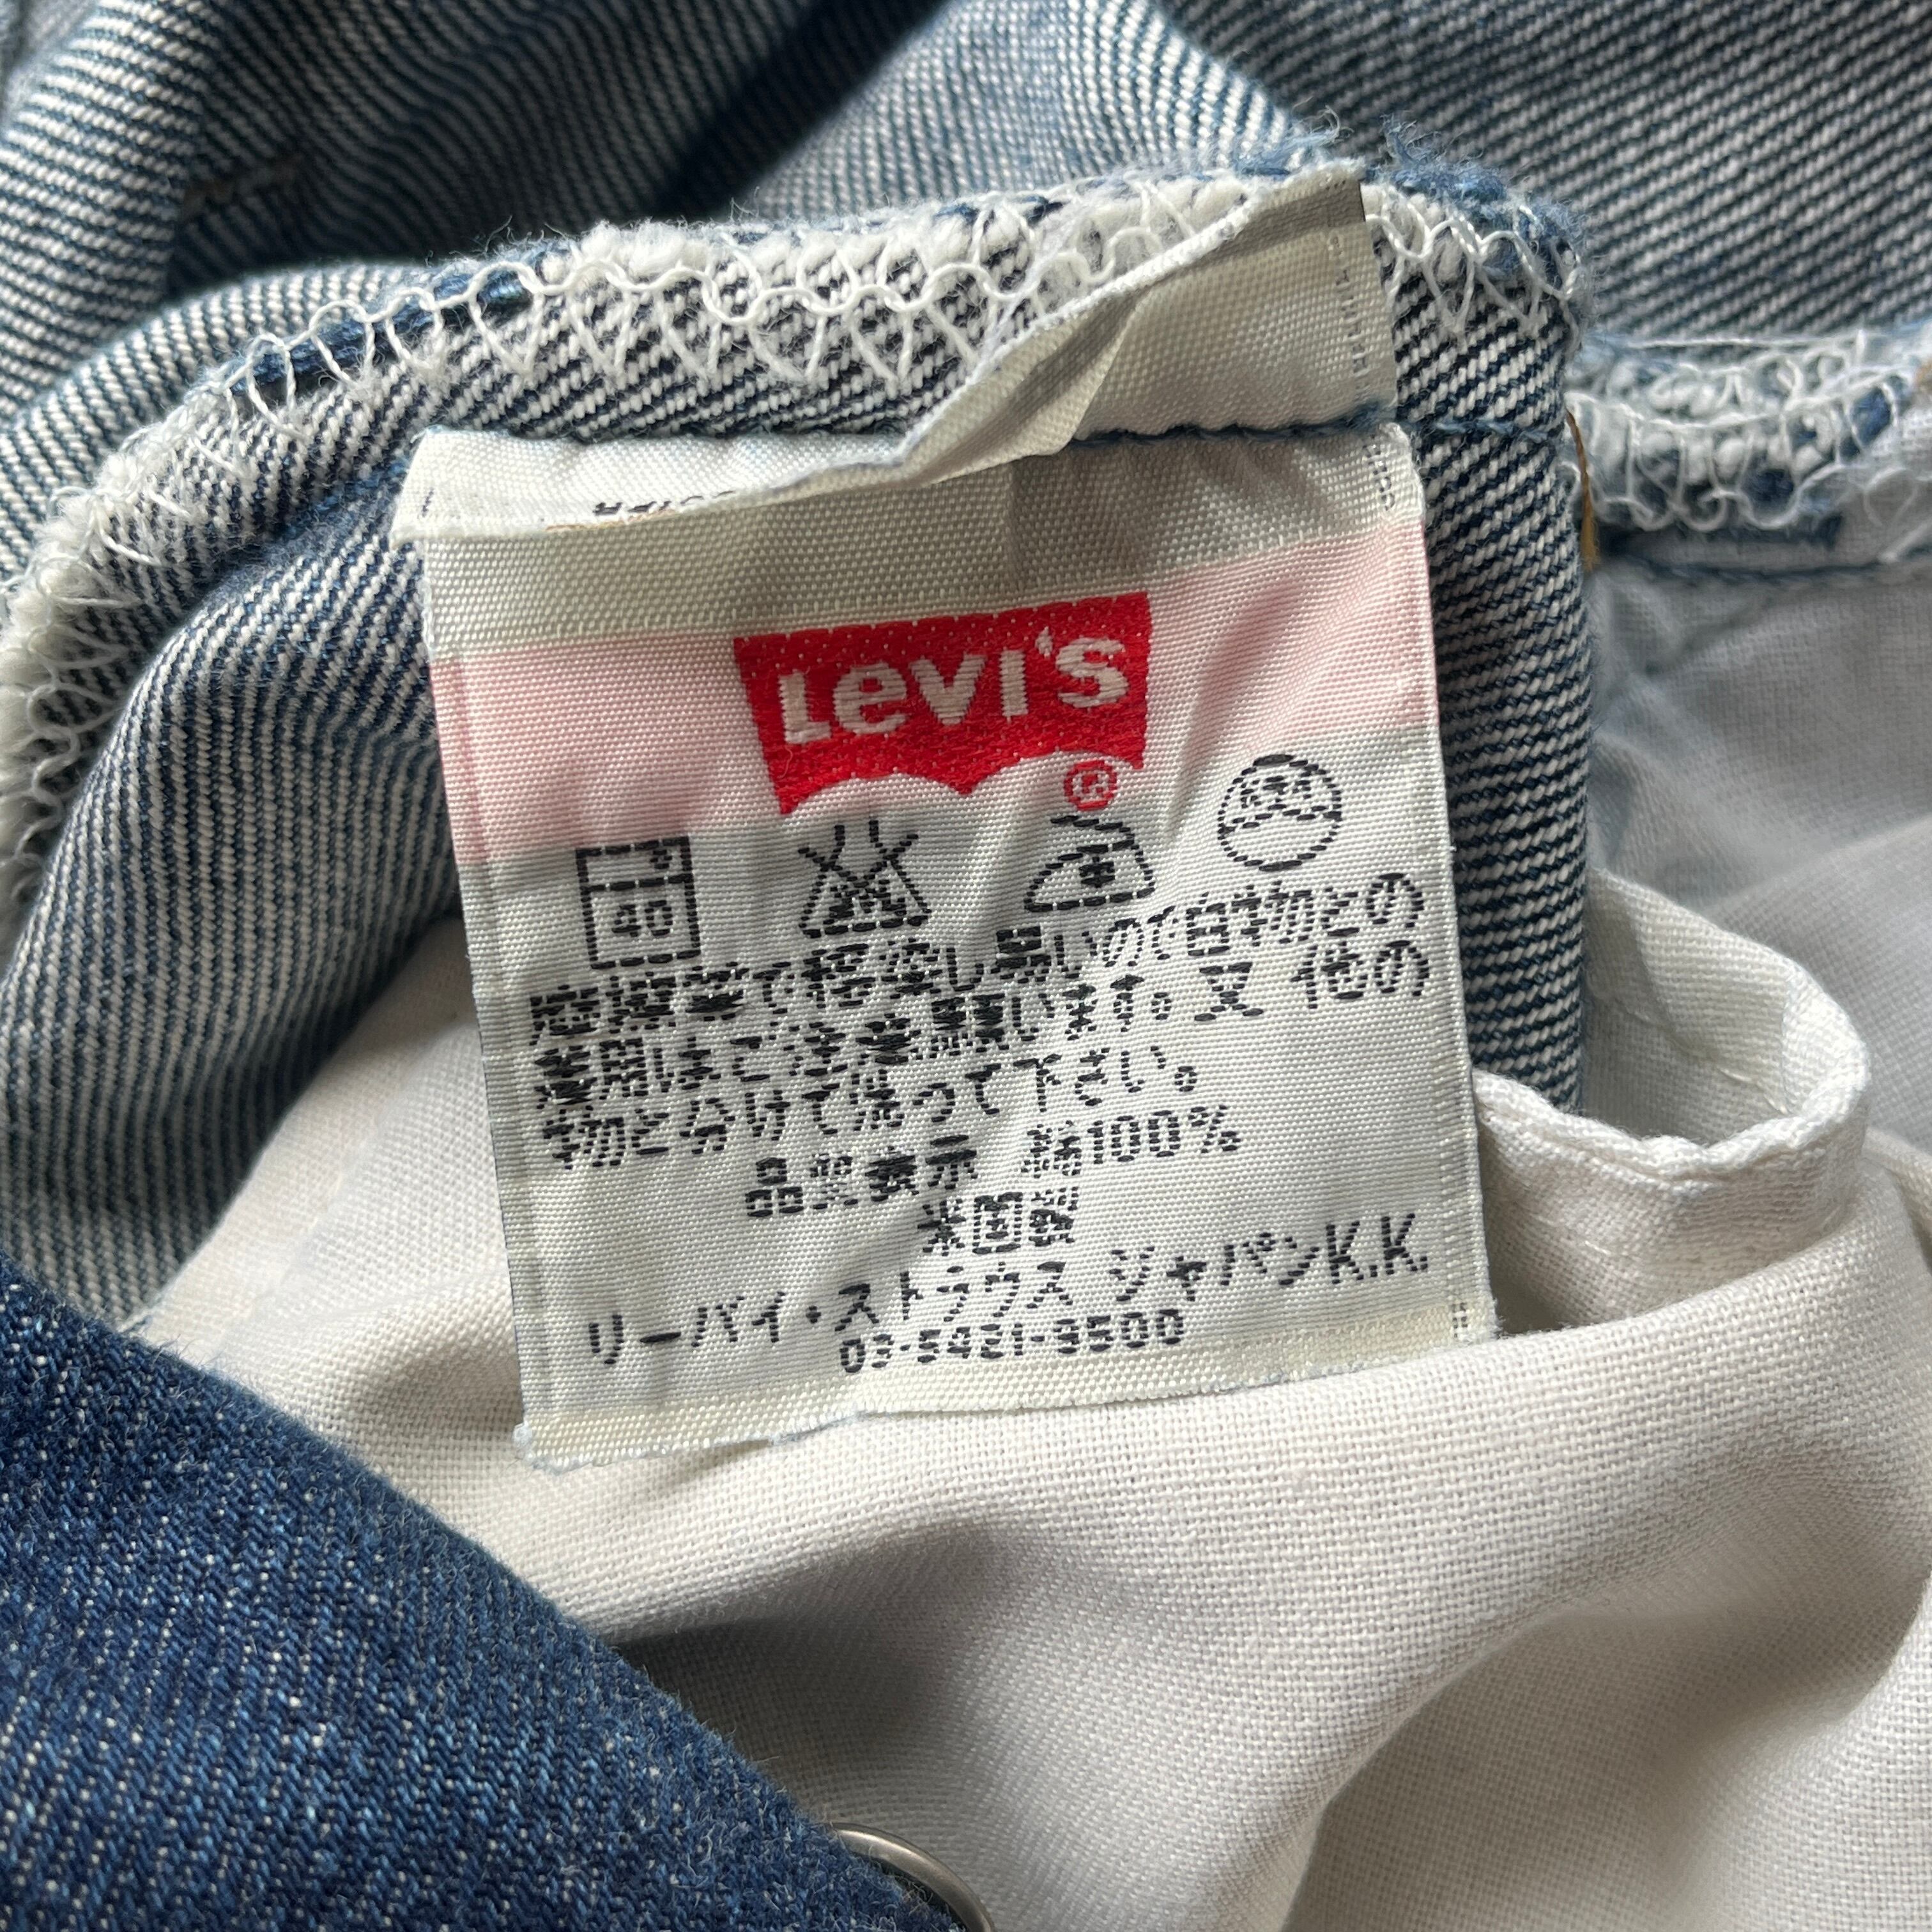 Levi's
®
40
感摩擦等で移染し易いので白物との
着用はご注意願います。又 他の
物と分けて洗って下さい。
品質表示 綿100%
米国製
リーバイ・ストラウス ジャパンK.K.
03-5421-9500